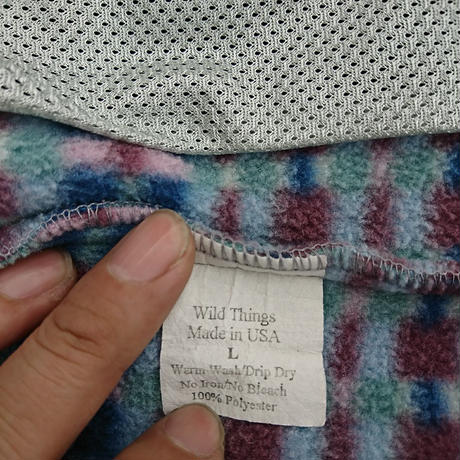 Wild Things
Made in USA
L
Warm Wash/Drip Dry
No Iron/No Bleach
100% Polyester